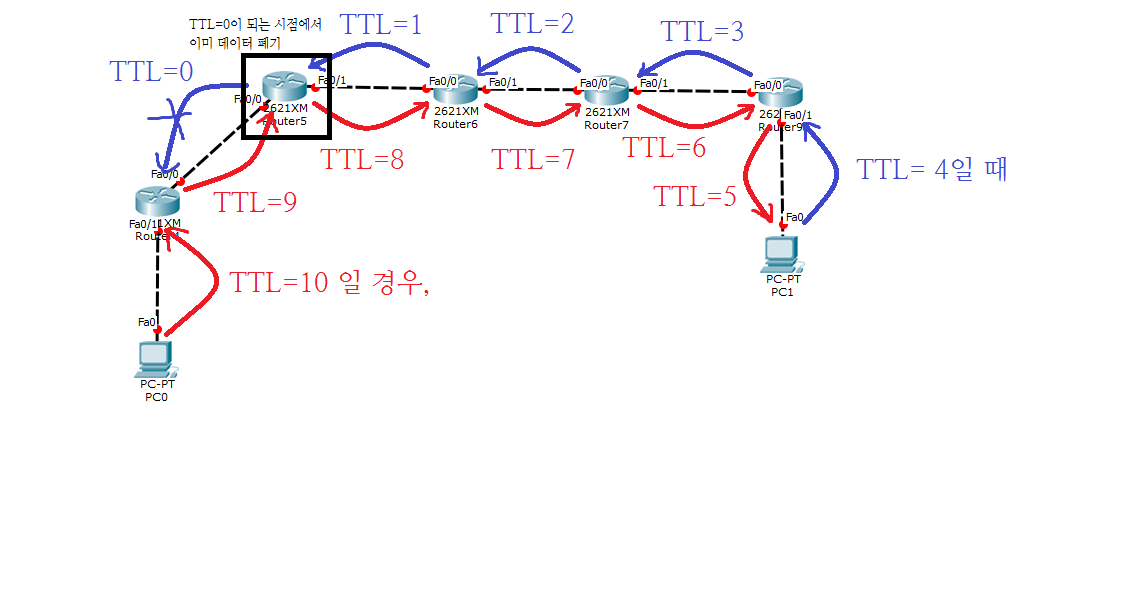 TTL=0이 되는 시점에서
이미 데이터 폐기
TTL=1
TTL=2
TTL=3
TTL=0
Fa0/1
Fa0/0
2621XM
Router5
Fa0/0
Fa0/1
2621XM
Router6
Fa0/0
Fa0/1
2621XM
Router7
Fa0/0
Fa0/1
262
Router9
TTL=8
TTL=7
TTL=6
TTL= 4일 때
TTL=5
Fa0/0
TTL=9
Fa0/1
1XM
Fa0
PC-PT
PC1
TTL=10 일 경우,
Fa0
PC-PT
PC0